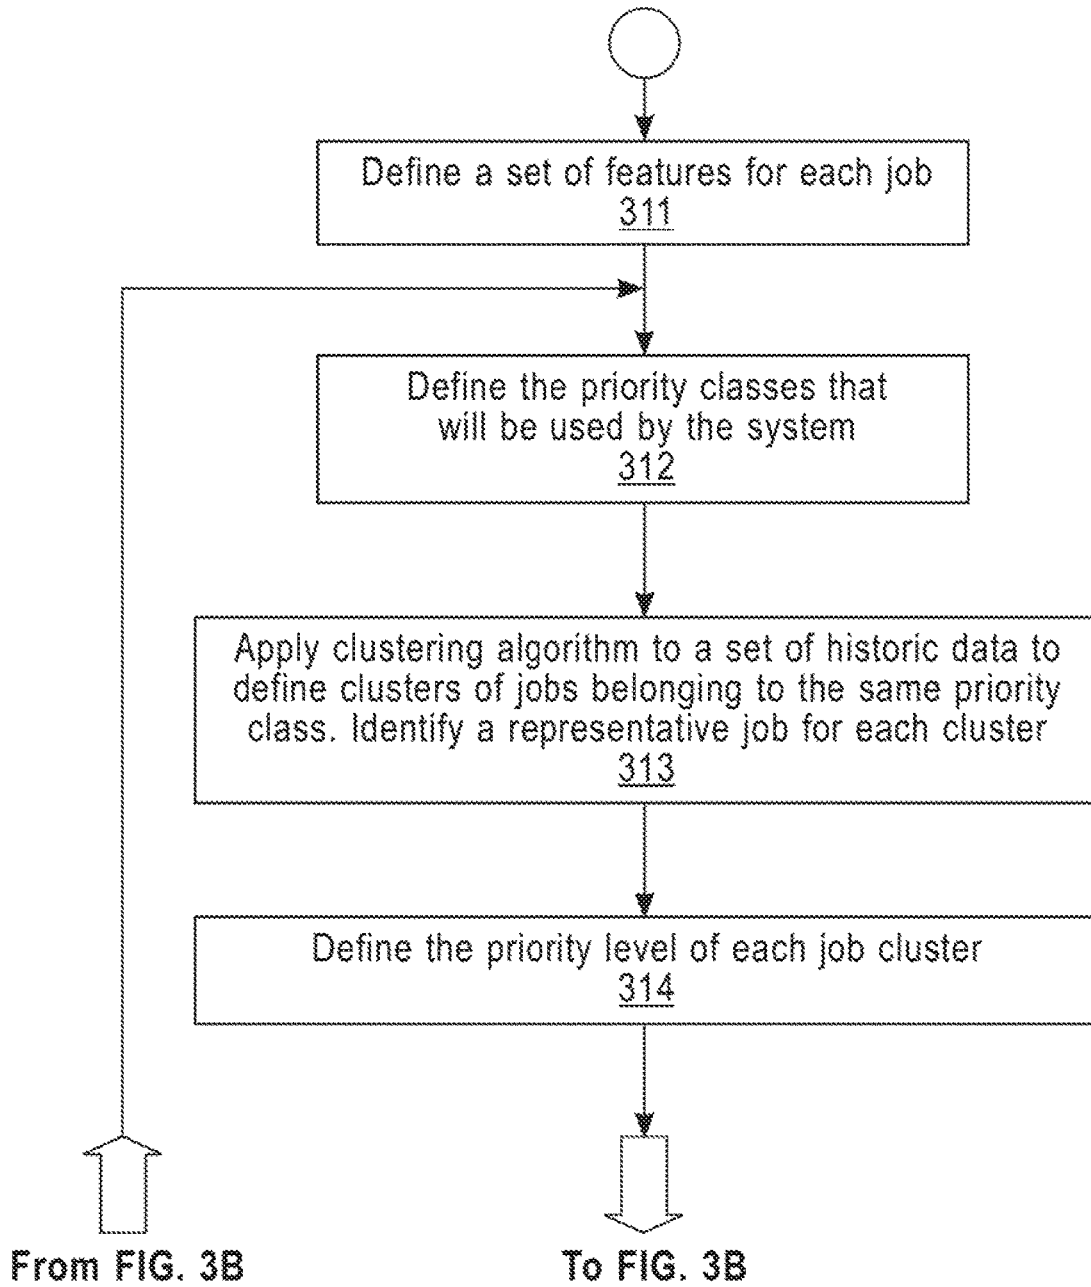 Define a set of features for each job
311
Define the priority classes that
will be used by the system
312
Apply clustering algorithm to a set of historic data to
define clusters of jobs belonging to the same priority
class. Identify a representative job for each cluster
313
Define the priority level of each job cluster
314
From FIG. 3B
To FIG. 3B